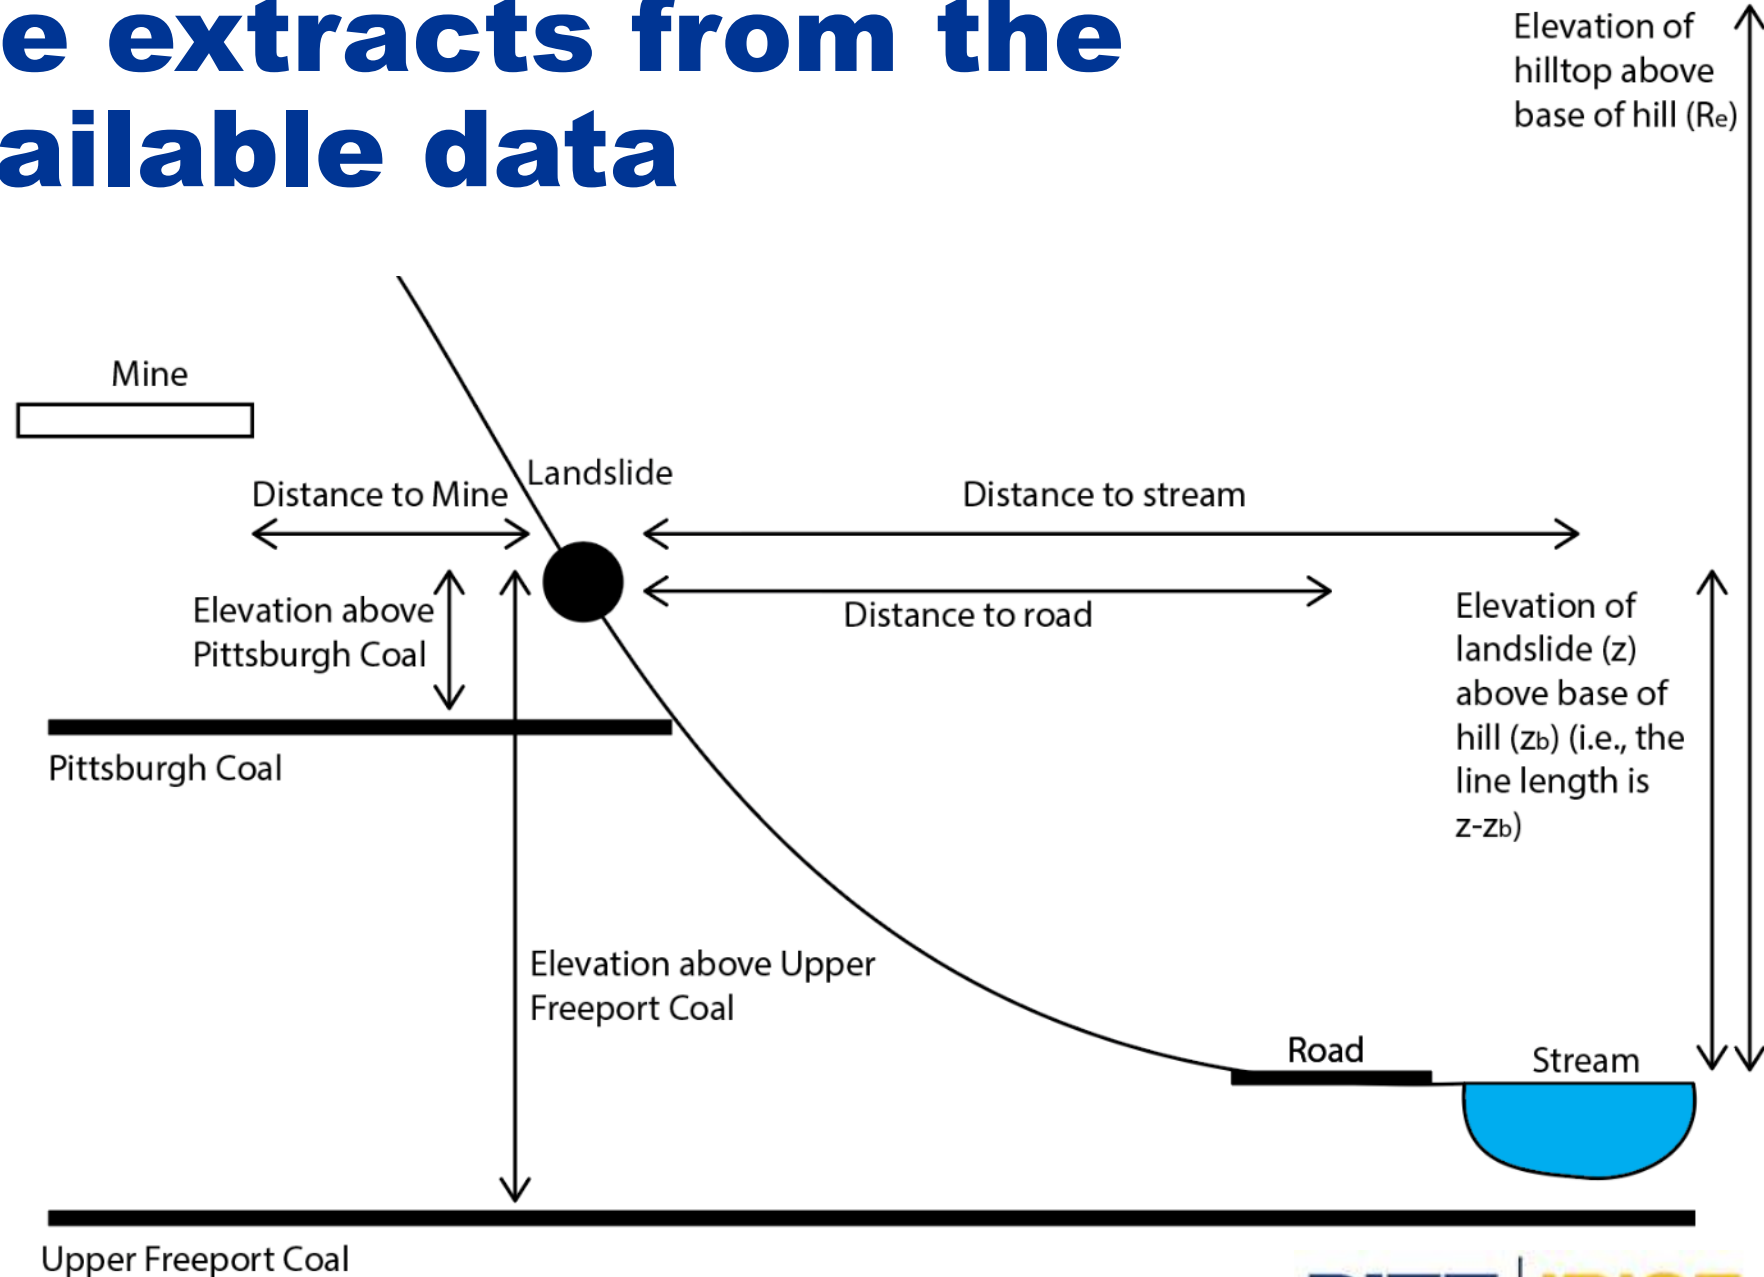 e extracts from the
ailable data
Elevation of
hilltop above
base of hill (Re)
Mine
Landslide
Distance to Mine
Distance to stream
Elevation above
Pittsburgh Coal
Distance to road
Elevation of
landslide (z)
above base of
hill (zb) (i.e., the
line length is
z-zb)
Pittsburgh Coal
Elevation above Upper
Freeport Coal
Road
Stream
Upper Freeport Coal